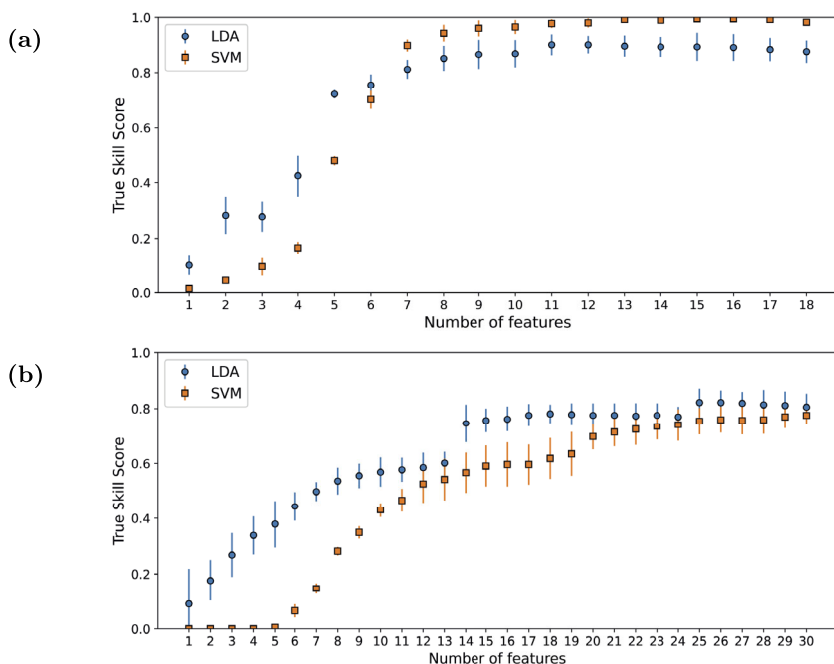 (a)
1.0
LDA
SVM
0.8
0.6
0.4
0.2
0.0
True Skill Score
1 2 3 4 5 6 7 8 9 10 11 12 13 14 15 16 17 18
Number of features
(b)
1.0
LDA
SVM
0.8
0.6
0.4
0.2
0.0
True Skill Score
1 2 3 4 5 6 7 8 9 10 11 12 13 14 15 16 17 18 19 20 21 22 23 24 25 26 27 28 29 30
Number of features